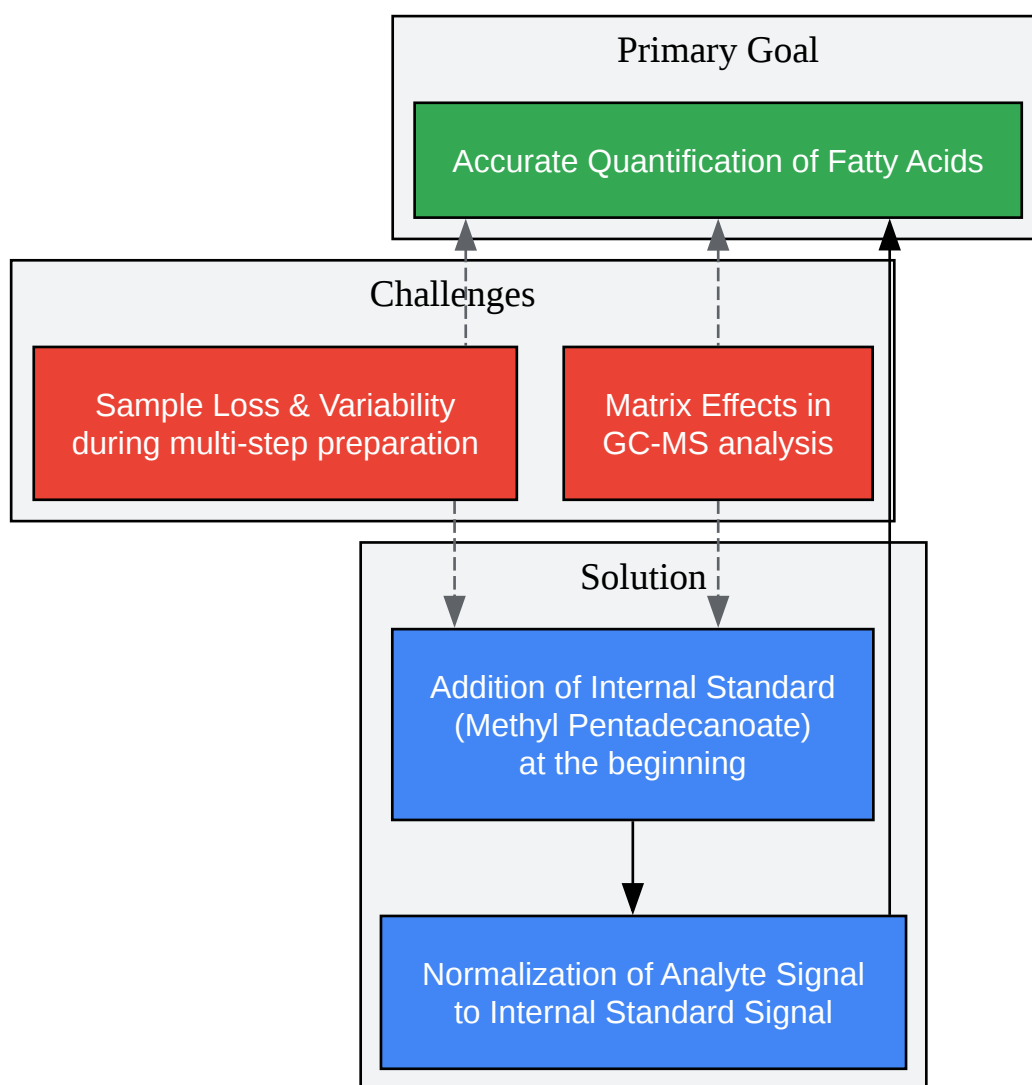 Primary Goal
Accurate Quantification of Fatty Acids
Challenges
Sample Loss & Variability
during multi-step preparation
Matrix Effects in
GC-MS analysis
Solution
Addition of Internal Standard
(Methyl Pentadecanoate)
at the beginning
Normalization of Analyte Signal
to Internal Standard Signal